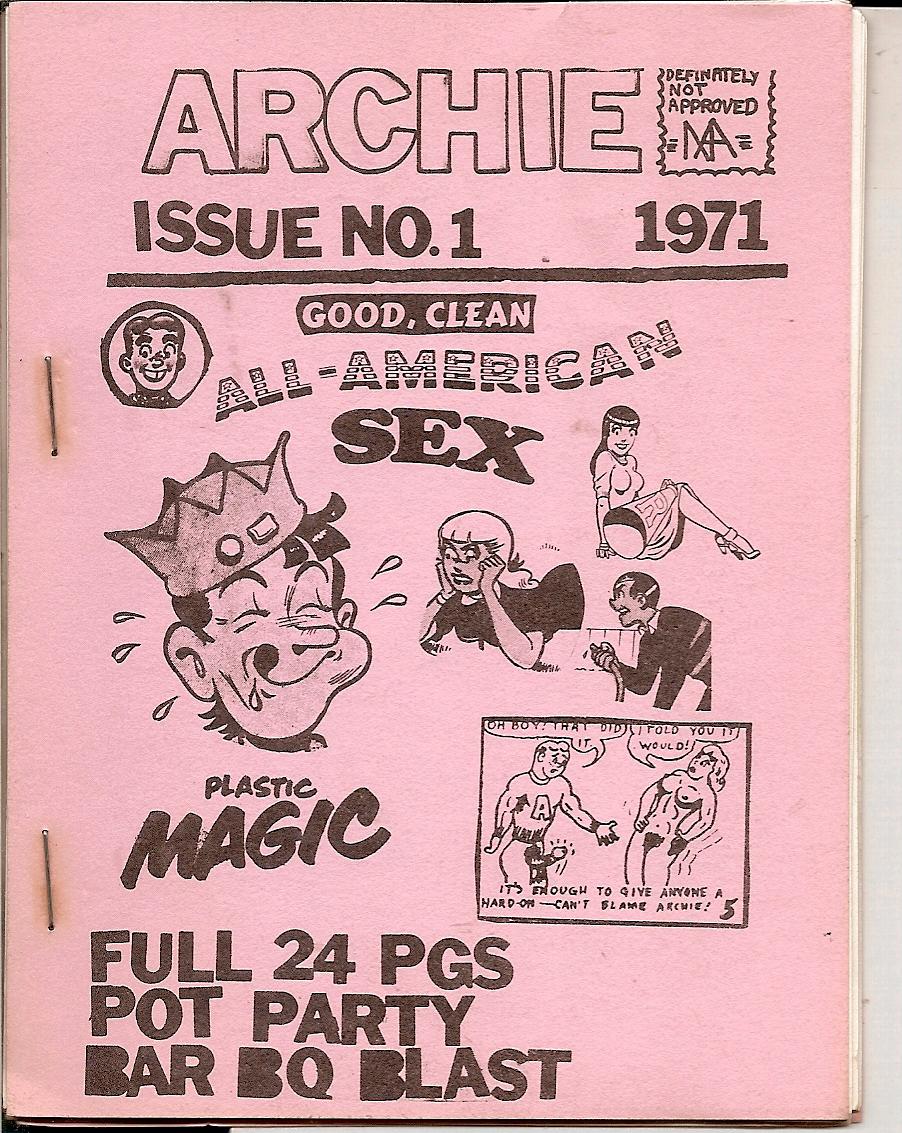 ARCHIE
DEFINATELY
NOT
APPROVED
ISSUE NO.1 1971
GOOD, CLEAN
ALL-AMERICAN
SEX
OH BOY! THAT DID
IT
I TOLD YOU IT
WOULD!
A
IT'S ENOUGH TO GIVE ANYONE A
HARD-ON—CAN'T BLAME ARCHIE!
5
PLASTIC
MAGIC
FULL 24 PGS
POT PARTY
BAR BQ BLAST